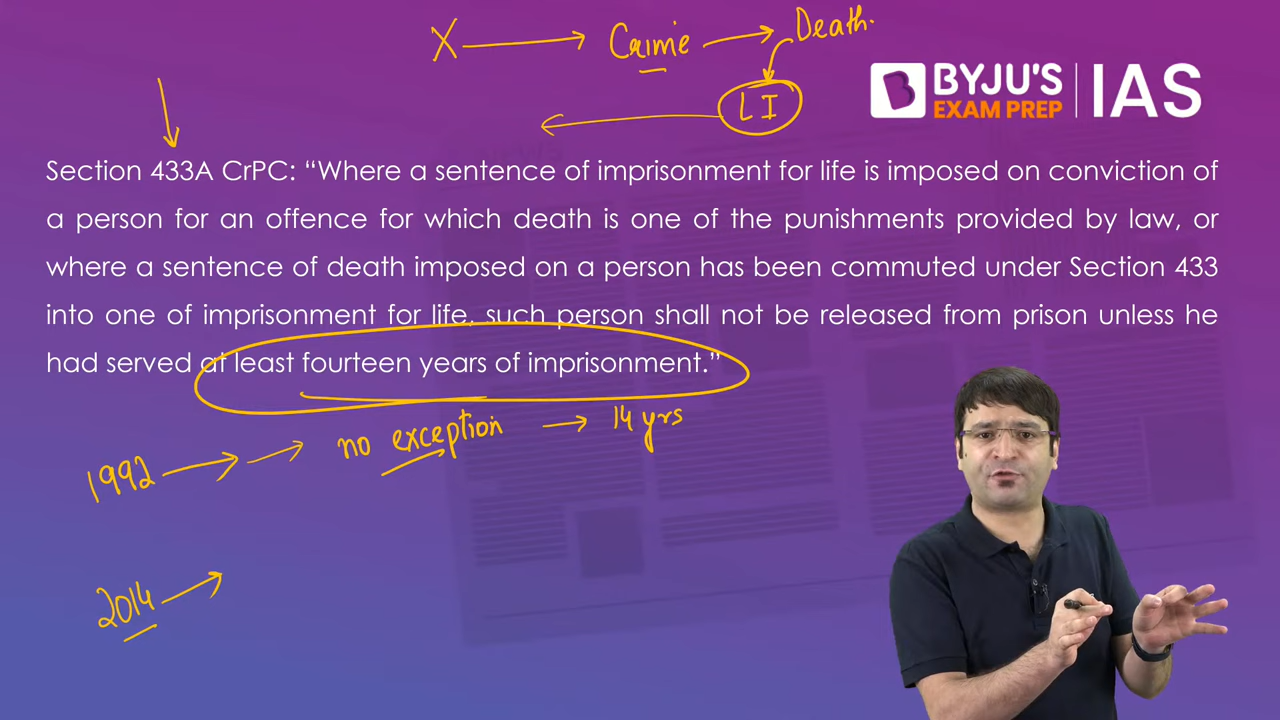 X Crime Death.
LI
BYJU'S
EXAM PREP
IAS
Section 433A CrPC: “Where a sentence of imprisonment for life is imposed on conviction of
a person for an offence for which death is one of the punishments provided by law, or
where a sentence of death imposed on a person has been commuted under Section 433
into one of imprisonment for life, such person shall not be released from prison unless he
had served at least fourteen years of imprisonment.”
1992 no exception 14 yrs
2014